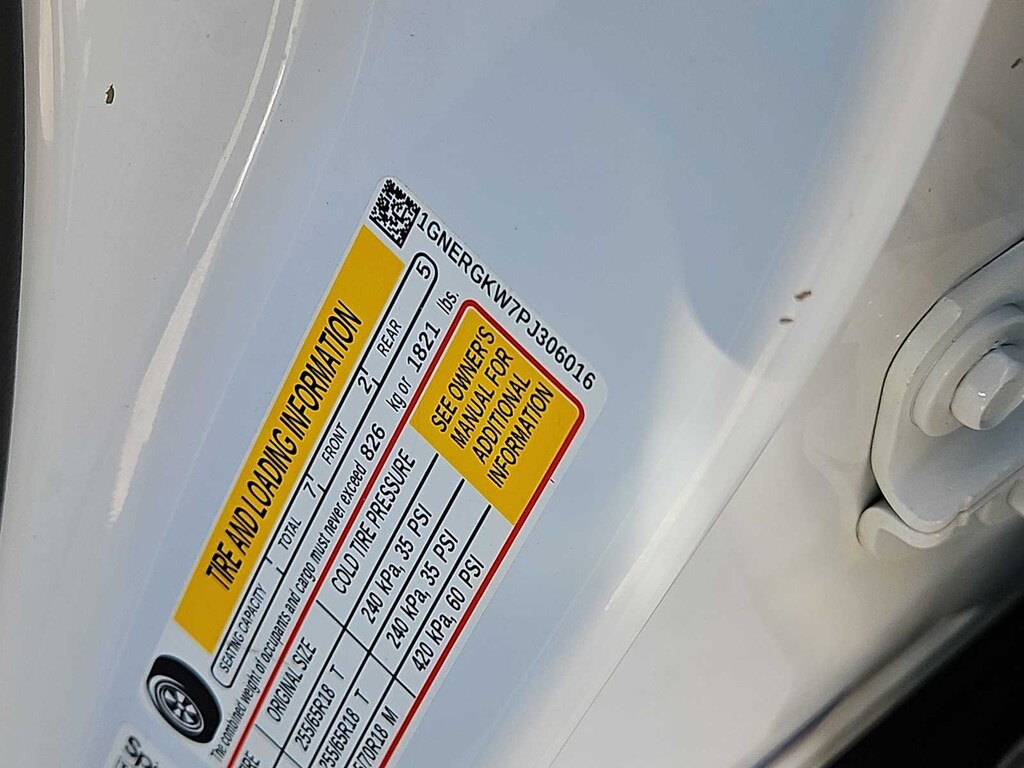 1GNERGKW7PJ306016
TIRE AND LOADING INFORMATION
SEATING CAPACITY TOTAL 7 FRONT 2 REAR 5
The combined weight of occupants and cargo must never exceed 826 kg or 1821 lbs.
ORIGINAL SIZE COLD TIRE PRESSURE
255/65R18 T 240 kPa, 35 PSI
255/65R18 T 240 kPa, 35 PSI
70R18 M 420 kPa, 60 PSI
SEE OWNER'S
MANUAL FOR
ADDITIONAL
INFORMATION